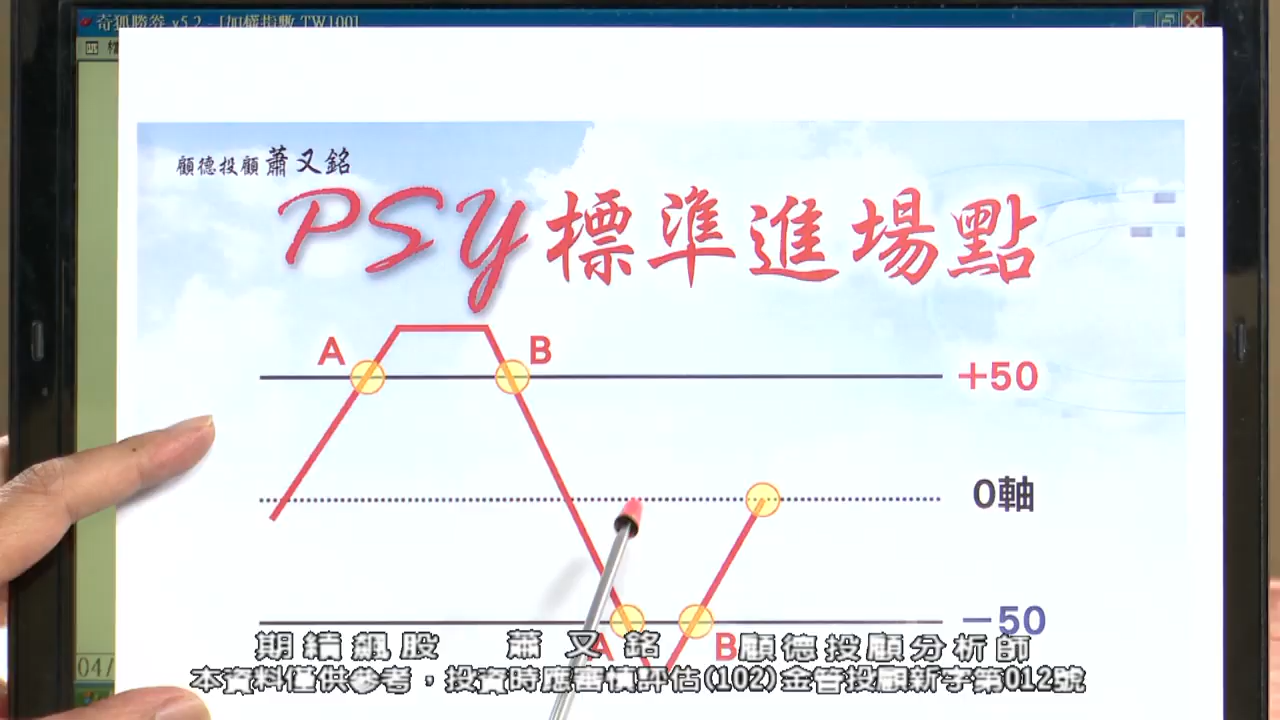 奇狐勝券 v5.2 - [加權指數 TW100]
顧德投顧 蕭又銘
PSY標準進場點
A
B
+50
0軸
-50
A
B
期績飆股 蕭又銘 顧德投顧分析師
本資料僅供參考，投資時應審慎評估(102)金管投顧新字第012號
04/